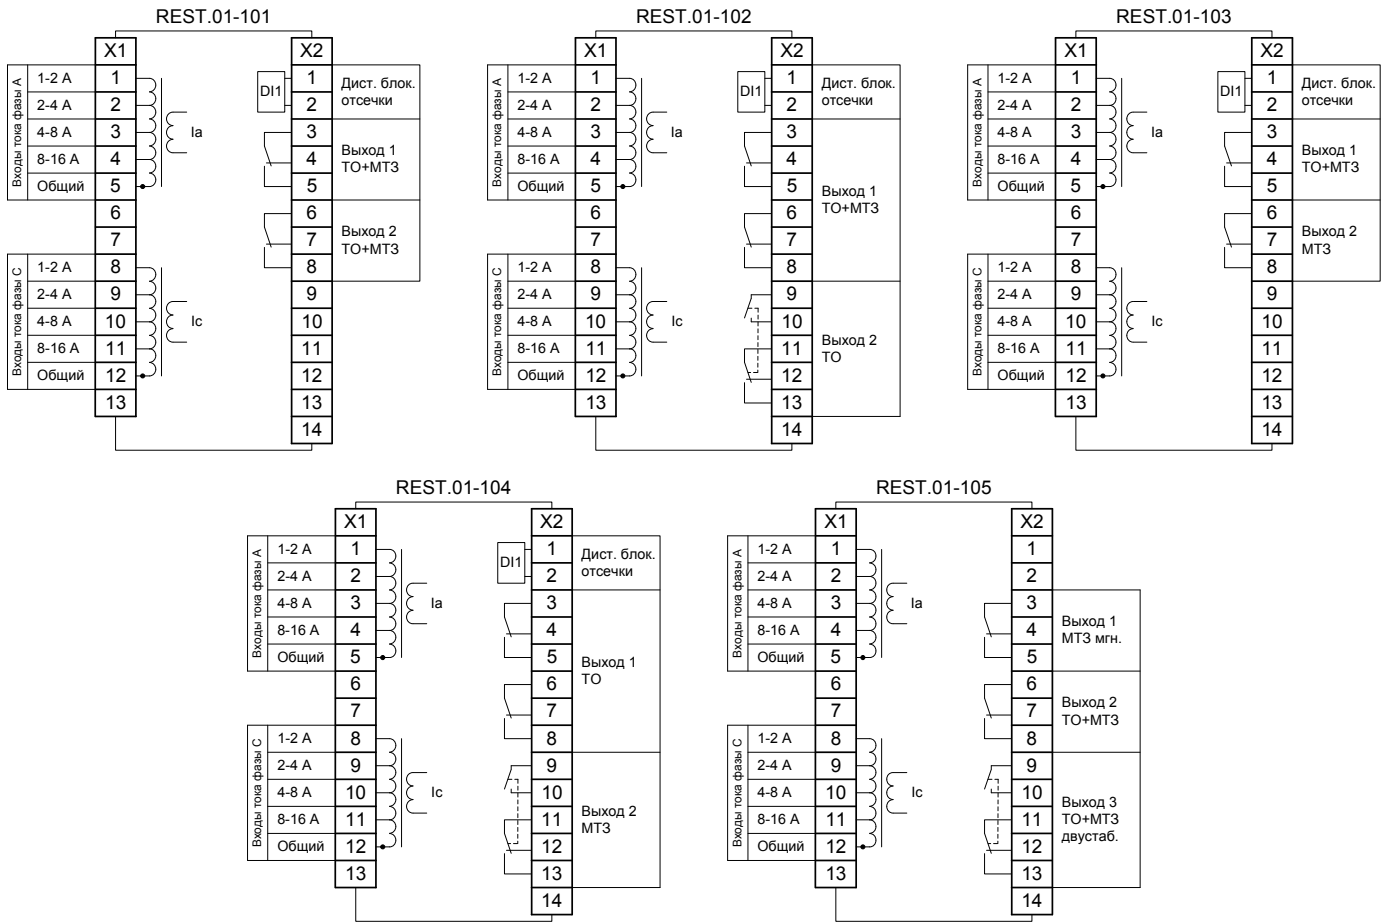 REST.01-101
X1
X2
Входы тока фазы A
1-2 А
1
2-4 А
2
4-8 А
3
8-16 А
4
Общий
5
6
7
Входы тока фазы C
1-2 А
8
2-4 А
9
4-8 А
10
8-16 А
11
Общий
12
13
Ia
Ic
DI1
1
2
3
4
5
6
7
8
9
10
11
12
13
14
Дист. блок.
отсечки
Выход 1
ТО+МТЗ
Выход 2
ТО+МТЗ
REST.01-102
X1
X2
Входы тока фазы A
1-2 А
1
2-4 А
2
4-8 А
3
8-16 А
4
Общий
5
6
7
Входы тока фазы C
1-2 А
8
2-4 А
9
4-8 А
10
8-16 А
11
Общий
12
13
Ia
Ic
DI1
1
2
3
4
5
6
7
8
9
10
11
12
13
14
Дист. блок.
отсечки
Выход 1
ТО+МТЗ
Выход 2
ТО
REST.01-103
X1
X2
Входы тока фазы A
1-2 А
1
2-4 А
2
4-8 А
3
8-16 А
4
Общий
5
6
7
Входы тока фазы C
1-2 А
8
2-4 А
9
4-8 А
10
8-16 А
11
Общий
12
13
Ia
Ic
DI1
1
2
3
4
5
6
7
8
9
10
11
12
13
14
Дист. блок.
отсечки
Выход 1
ТО+МТЗ
Выход 2
МТЗ
REST.01-104
X1
X2
Входы тока фазы A
1-2 А
1
2-4 А
2
4-8 А
3
8-16 А
4
Общий
5
6
7
Входы тока фазы C
1-2 А
8
2-4 А
9
4-8 А
10
8-16 А
11
Общий
12
13
Ia
Ic
DI1
1
2
3
4
5
6
7
8
9
10
11
12
13
14
Дист. блок.
отсечки
Выход 1
ТО
Выход 2
МТЗ
REST.01-105
X1
X2
Входы тока фазы A
1-2 А
1
2-4 А
2
4-8 А
3
8-16 А
4
Общий
5
6
7
Входы тока фазы C
1-2 А
8
2-4 А
9
4-8 А
10
8-16 А
11
Общий
12
13
Ia
Ic
1
2
3
4
5
6
7
8
9
10
11
12
13
14
Выход 1
МТЗ мгн.
Выход 2
ТО+МТЗ
Выход 3
ТО+МТЗ
двустаб.